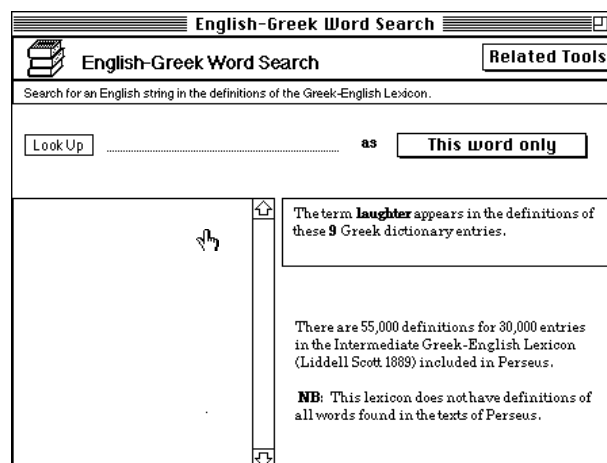 English-Greek Word Search
English-Greek Word Search
Related Tools
Search for an English string in the definitions of the Greek-English Lexicon.
Look Up
as
This word only
The term laughter appears in the definitions of
these 9 Greek dictionary entries.
There are 55,000 definitions for 30,000 entries
in the Intermediate Greek-English Lexicon
(Liddell Scott 1889) included in Perseus.
NB: This lexicon does not have definitions of
all words found in the texts of Perseus.